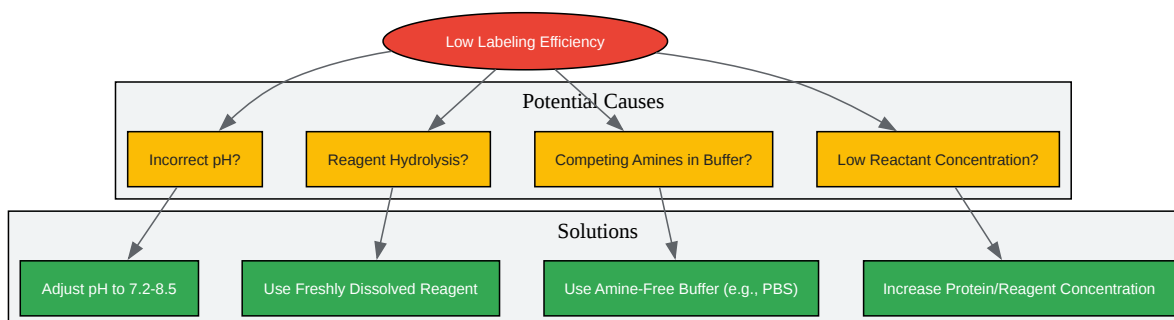 Low Labeling Efficiency
Potential Causes
Incorrect pH?
Reagent Hydrolysis?
Competing Amines in Buffer?
Low Reactant Concentration?
Solutions
Adjust pH to 7.2-8.5
Use Freshly Dissolved Reagent
Use Amine-Free Buffer (e.g., PBS)
Increase Protein/Reagent Concentration